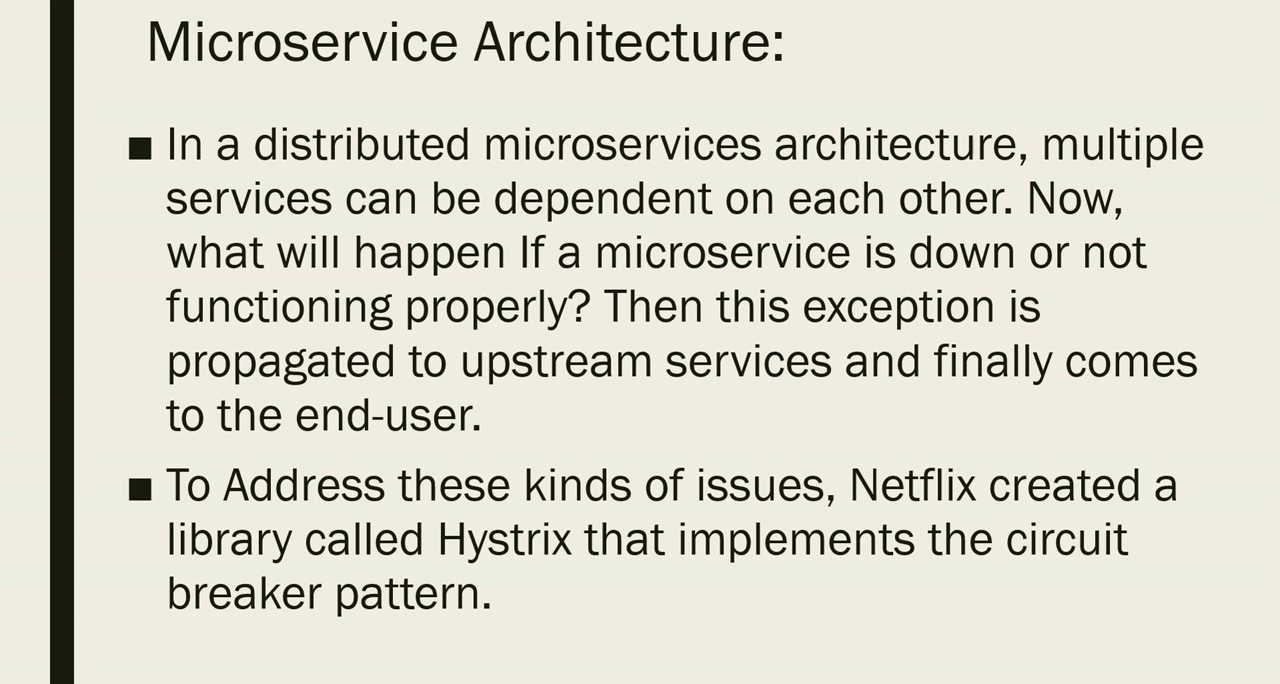 Microservice Architecture:
■ In a distributed microservices architecture, multiple
services can be dependent on each other. Now,
what will happen If a microservice is down or not
functioning properly? Then this exception is
propagated to upstream services and finally comes
to the end-user.
■ To Address these kinds of issues, Netflix created a
library called Hystrix that implements the circuit
breaker pattern.